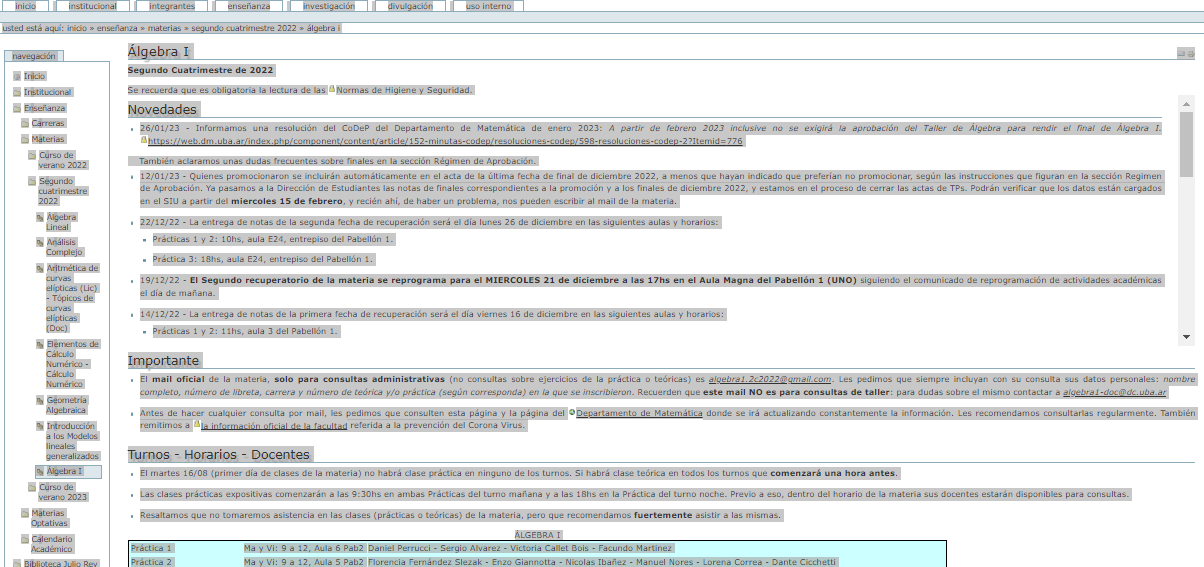 inicio institucional integrantes enseñanza investigación divulgación uso interno
usted está aquí: inicio » enseñanza » materias » segundo cuatrimestre 2022 » álgebra i
navegación
Inicio
Institucional
Enseñanza
Carreras
Materias
Curso de
verano 2022
Segundo
cuatrimestre
2022
Álgebra
Lineal
Análisis
Complejo
Aritmética de
curvas
elípticas (Lic)
- Tópicos de
curvas
elípticas
(Doc)
Elementos de
Cálculo
Numérico -
Cálculo
Numérico
Geometría
Algebraica
Introducción
a los Modelos
lineales
generalizados
Álgebra I
Curso de
verano 2023
Materias
Optativas
Calendario
Académico
Biblioteca Julio Rey
Álgebra I
Segundo Cuatrimestre de 2022
Se recuerda que es obligatoria la lectura de las Normas de Higiene y Seguridad.
Novedades
26/01/23 - Informamos una resolución del CoDeP del Departamento de Matemática de enero 2023: A partir de febrero 2023 inclusive no se exigirá la aprobación del Taller de Álgebra para rendir el final de Álgebra I.
https://web.dm.uba.ar/index.php/component/content/article/152-minutas-codep/resoluciones-codep/598-resoluciones-codep-2?Itemid=776
También aclaramos unas dudas frecuentes sobre finales en la sección Régimen de Aprobación.
12/01/23 - Quienes promocionaron se incluirán automáticamente en el acta de la última fecha de final de diciembre 2022, a menos que hayan indicado que preferían no promocionar, según las instrucciones que figuran en la sección Regimen
de Aprobación. Ya pasamos a la Dirección de Estudiantes las notas de finales correspondientes a la promoción y a los finales de diciembre 2022, y estamos en el proceso de cerrar las actas de TPs. Podrán verificar que los datos están cargados
en el SIU a partir del miercoles 15 de febrero, y recién ahí, de haber un problema, nos pueden escribir al mail de la materia.
22/12/22 - La entrega de notas de la segunda fecha de recuperación será el día lunes 26 de diciembre en las siguientes aulas y horarios:
Prácticas 1 y 2: 10hs, aula E24, entrepiso del Pabellón 1.
Práctica 3: 18hs, aula E24, entrepiso del Pabellón 1.
19/12/22 - El Segundo recuperatorio de la materia se reprograma para el MIERCOLES 21 de diciembre a las 17hs en el Aula Magna del Pabellón 1 (UNO) siguiendo el comunicado de reprogramación de actividades académicas
el día de mañana.
14/12/22 - La entrega de notas de la primera fecha de recuperación será el día viernes 16 de diciembre en las siguientes aulas y horarios:
Prácticas 1 y 2: 11hs, aula 3 del Pabellón 1.
Importante
El mail oficial de la materia, solo para consultas administrativas (no consultas sobre ejercicios de la práctica o teóricas) es algebra1.2c2022@gmail.com. Les pedimos que siempre incluyan con su consulta sus datos personales: nombre
completo, número de libreta, carrera y número de teórica y/o práctica (según corresponda) en la que se inscribieron. Recuerden que este mail NO es para consultas de taller: para dudas sobre el mismo contactar a algebra1-doc@dc.uba.ar
Antes de hacer cualquier consulta por mail, les pedimos que consulten esta página y la página del Departamento de Matemática donde se irá actualizando constantemente la información. Les recomendamos consultarlas regularmente. También
remitimos a la información oficial de la facultad referida a la prevención del Corona Virus.
Turnos - Horarios - Docentes
El martes 16/08 (primer día de clases de la materia) no habrá clase práctica en ninguno de los turnos. Si habrá clase teórica en todos los turnos que comenzará una hora antes.
Las clases prácticas expositivas comenzarán a las 9:30hs en ambas Prácticas del turno mañana y a las 18hs en la Práctica del turno noche. Previo a eso, dentro del horario de la materia sus docentes estarán disponibles para consultas.
Resaltamos que no tomaremos asistencia en las clases (prácticas o teóricas) de la materia, pero que recomendamos fuertemente asistir a las mismas.
ÁLGEBRA I
Práctica 1 Ma y Vi: 9 a 12, Aula 6 Pab2 Daniel Perrucci - Sergio Alvarez - Victoria Callet Bois - Facundo Martinez
Práctica 2 Ma y Vi: 9 a 12, Aula 5 Pab2 Florencia Fernández Slezak - Enzo Giannotta - Nicolas Ibañez - Manuel Nores - Lorena Correa - Dante Cicchetti